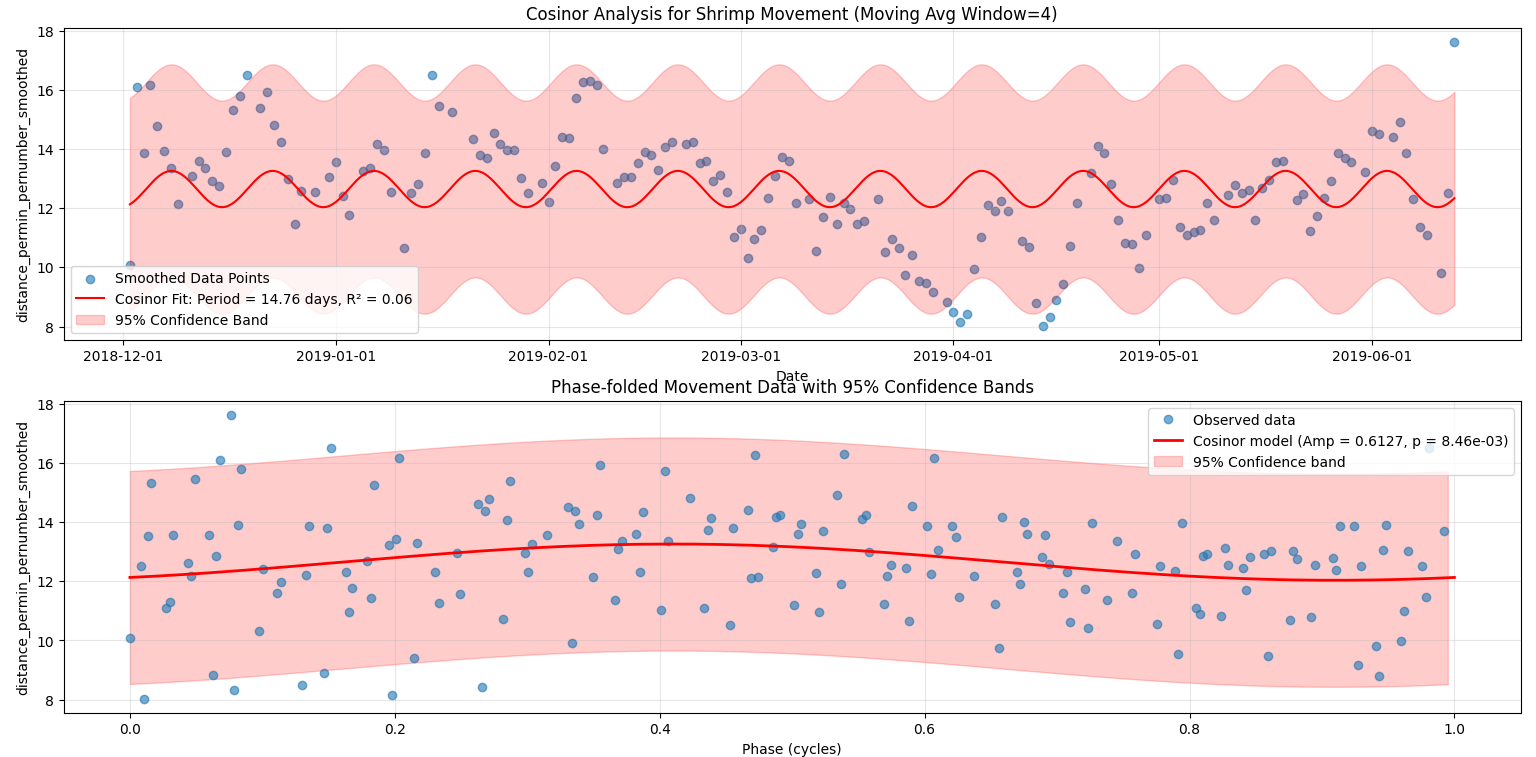 Cosinor Analysis for Shrimp Movement (Moving Avg Window=4)
distance_permin_pernumber_smoothed
18
16
14
12
10
8
Smoothed Data Points
Cosinor Fit: Period = 14.76 days, R² = 0.06
95% Confidence Band
2018-12-01 2019-01-01 2019-02-01 2019-03-01 2019-04-01 2019-05-01 2019-06-01
Date
Phase-folded Movement Data with 95% Confidence Bands
distance_permin_pernumber_smoothed
18
16
14
12
10
8
Observed data
Cosinor model (Amp = 0.6127, p = 8.46e-03)
95% Confidence band
0.0 0.2 0.4 0.6 0.8 1.0
Phase (cycles)